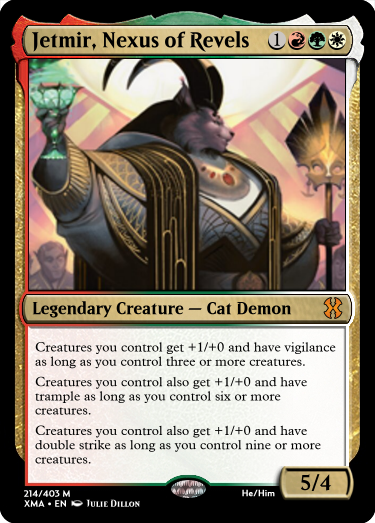 Jetmir, Nexus of Revels 1
Legendary Creature — Cat Demon
Creatures you control get +1/+0 and have vigilance
as long as you control three or more creatures.
Creatures you control also get +1/+0 and have
trample as long as you control six or more
creatures.
Creatures you control also get +1/+0 and have
double strike as long as you control nine or more
creatures.
5/4
214/403 M He/Him
XMA • EN JULIE DILLON